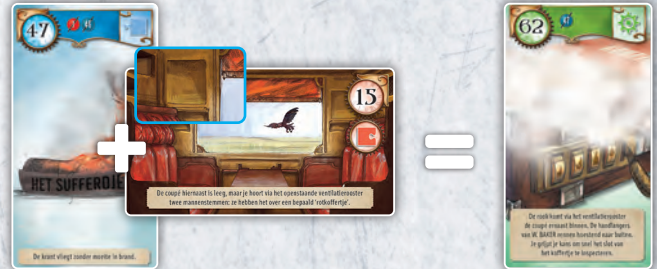 47
HET SUFFERDJE
De krant vliegt zonder moeite in brand.
15
De coupé hiernaast is leeg, maar je hoort via het openstaande ventilatierooster
twee mannenstemmen: ze hebben het over een bepaald 'rotkoffertje'.
62
De rook komt via het ventilatierooster
de coupé ernaast binnen. De handlangers
van W. BAKER rennen hoestend naar buiten.
Je grijpt je kans om snel het slot van
het koffertje te inspecteren.